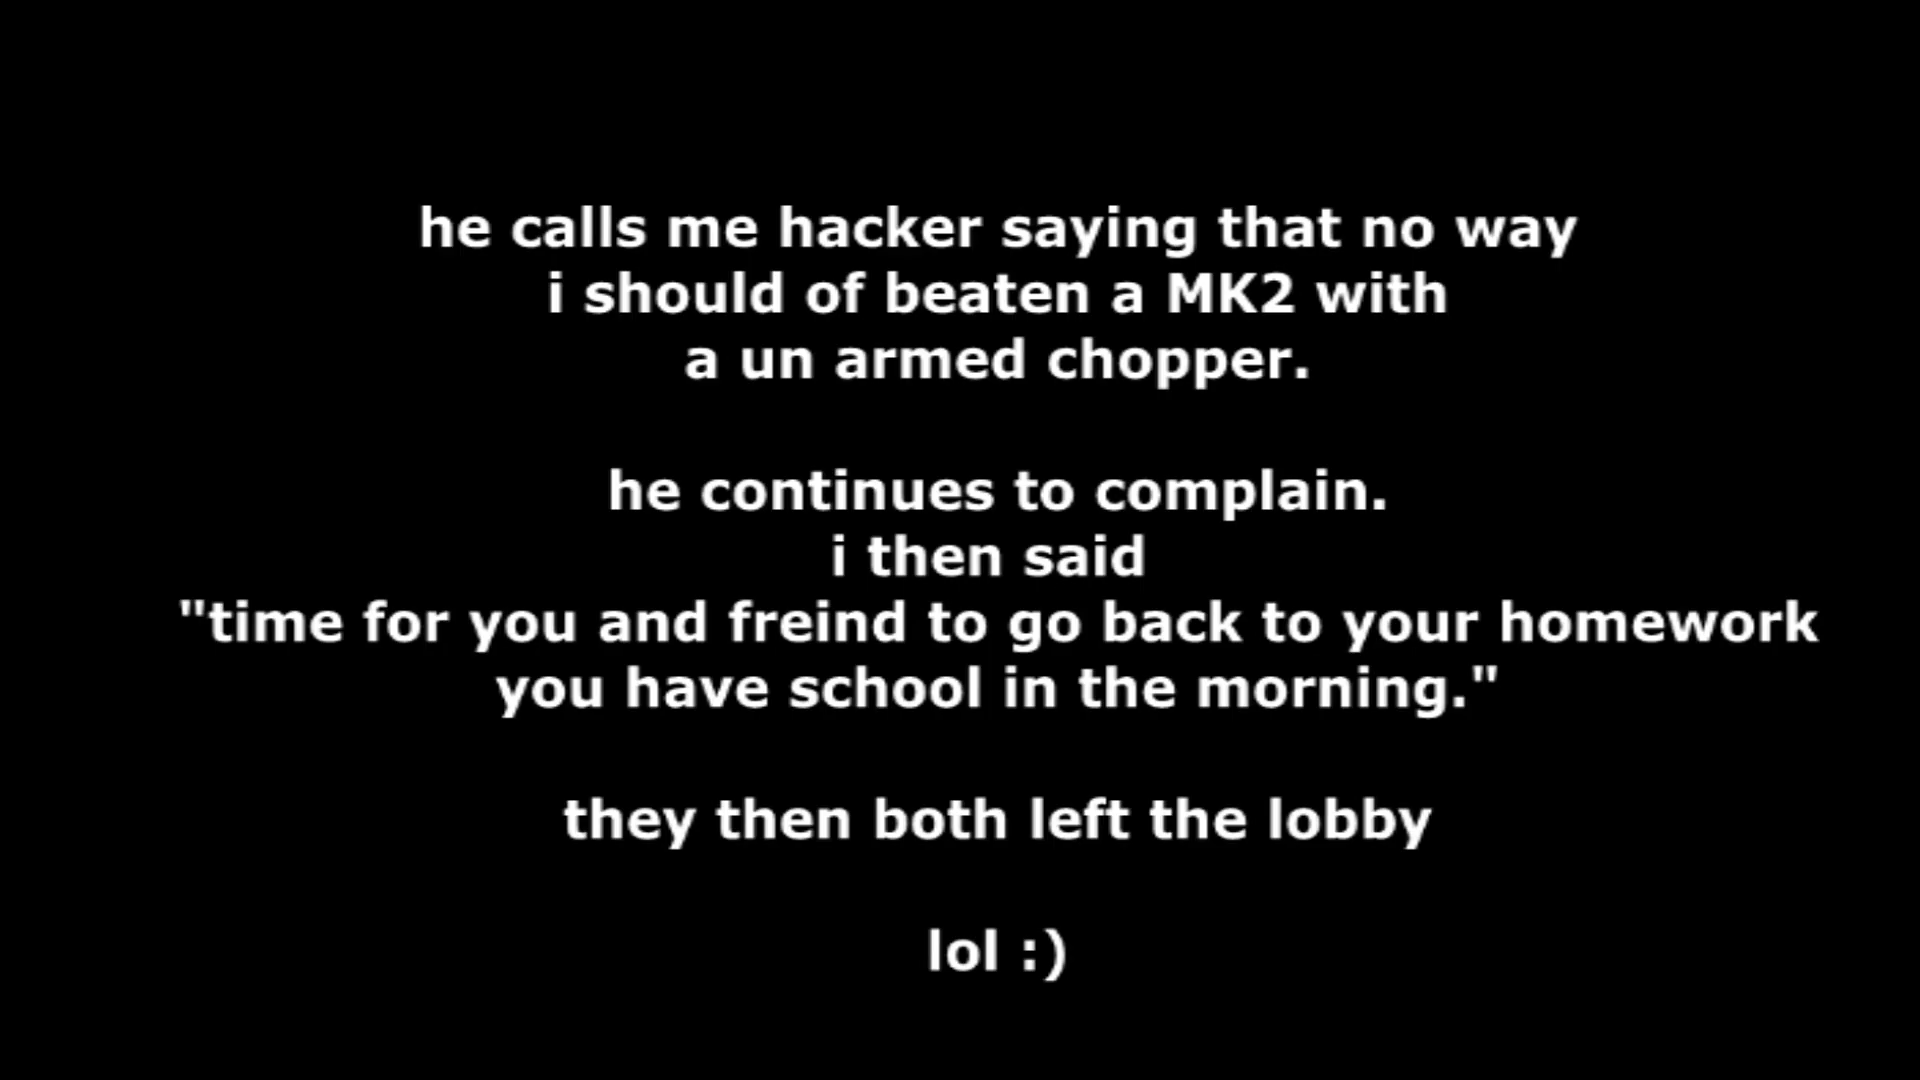 he calls me hacker saying that no way
i should of beaten a MK2 with
a un armed chopper.
he continues to complain.
i then said
"time for you and freind to go back to your homework
you have school in the morning."
they then both left the lobby
lol :)